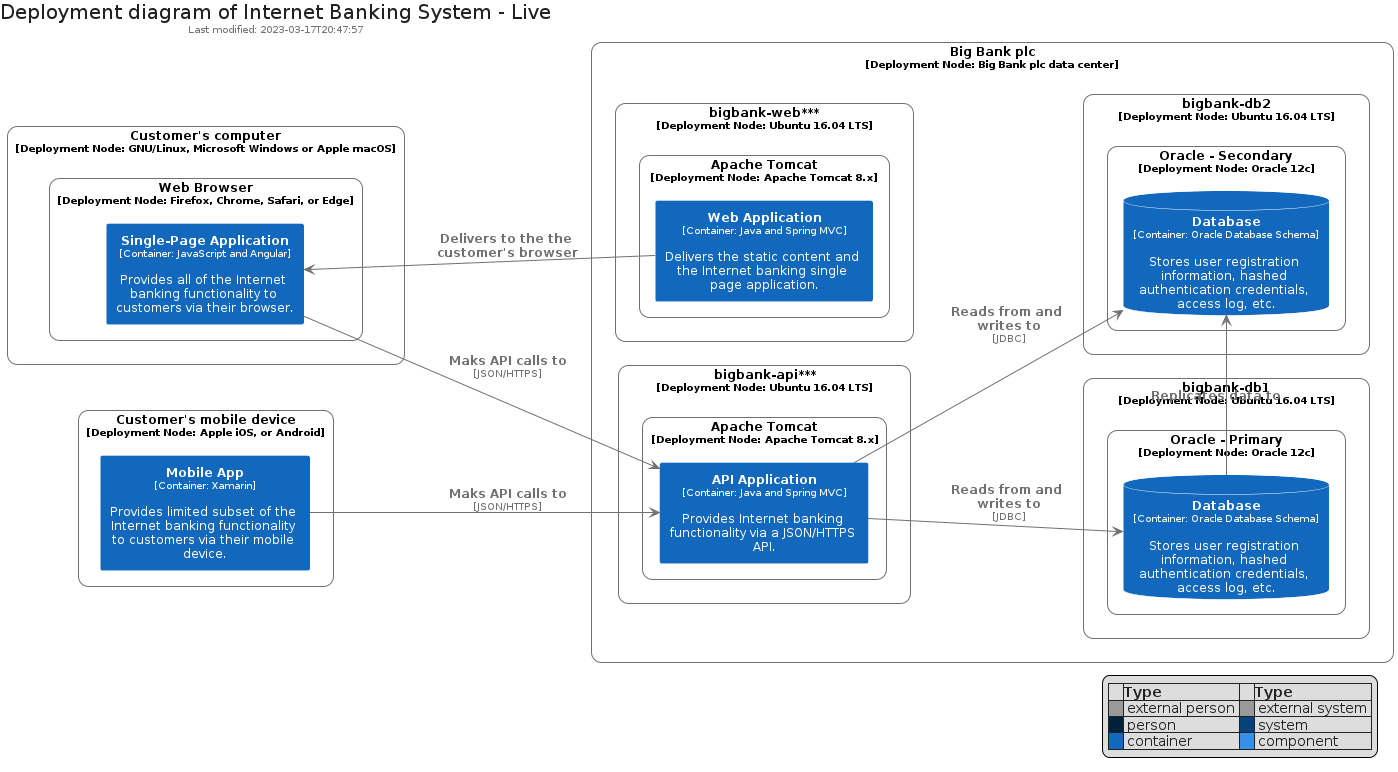 Deployment diagram of Internet Banking System - Live
Last modified: 2023-03-17T20:47:57
Big Bank plc
[Deployment Node: Big Bank plc data center]
Customer's computer
[Deployment Node: GNU/Linux, Microsoft Windows or Apple macOS]
Web Browser
[Deployment Node: Firefox, Chrome, Safari, or Edge]
Single-Page Application
[Container: JavaScript and Angular]
Provides all of the Internet
banking functionality to
customers via their browser.
Delivers to the the
customer's browser
bigbank-web***
[Deployment Node: Ubuntu 16.04 LTS]
Apache Tomcat
[Deployment Node: Apache Tomcat 8.x]
Web Application
[Container: Java and Spring MVC]
Delivers the static content and
the Internet banking single
page application.
bigbank-db2
[Deployment Node: Ubuntu 16.04 LTS]
Oracle - Secondary
[Deployment Node: Oracle 12c]
Database
[Container: Oracle Database Schema]
Stores user registration
information, hashed
authentication credentials,
access log, etc.
Reads from and
writes to
[JDBC]
Maks API calls to
[JSON/HTTPS]
Customer's mobile device
[Deployment Node: Apple iOS, or Android]
Mobile App
[Container: Xamarin]
Provides limited subset of the
Internet banking functionality
to customers via their mobile
device.
Maks API calls to
[JSON/HTTPS]
bigbank-api***
[Deployment Node: Ubuntu 16.04 LTS]
Apache Tomcat
[Deployment Node: Apache Tomcat 8.x]
API Application
[Container: Java and Spring MVC]
Provides Internet banking
functionality via a JSON/HTTPS
API.
Reads from and
writes to
[JDBC]
bigbank-db1
Replicates data to
[Deployment Node: Ubuntu 16.04 LTS]
Oracle - Primary
[Deployment Node: Oracle 12c]
Database
[Container: Oracle Database Schema]
Stores user registration
information, hashed
authentication credentials,
access log, etc.
Type Type
external person external system
person system
container component